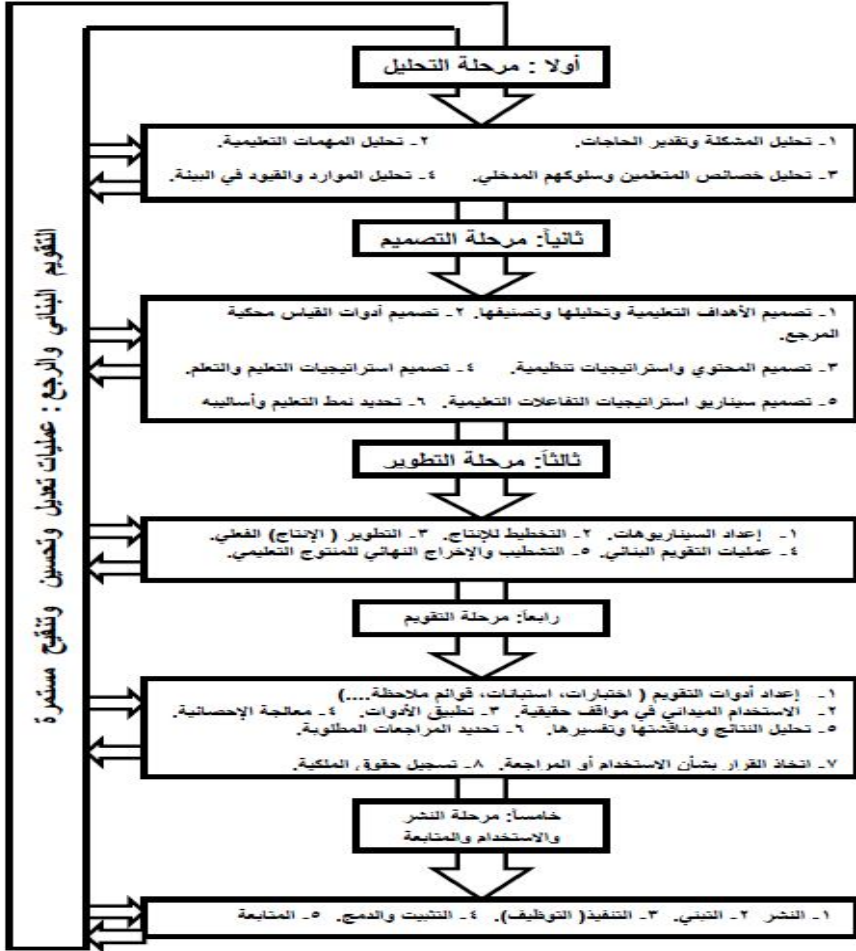 أولا : مرحلة التحليل
١- تحليل المشكلة وتقدير الحاجات. ٢- تحليل المهمات التعليمية.
٣- تحليل خصائص المتعلمين وسلوكهم المدخلي. ٤- تحليل الموارد والقيود في البيئة.
ثانياً: مرحلة التصميم
١- تصميم الأهداف التعليمية وتحليلها وتصنيفها. ٢- تصميم أدوات القياس محكية
المرجع.
٣- تصميم المحتوي واستراتيجيات تنظيمية. ٤- تصميم استراتيجيات التعليم والتعلم.
٥- تصميم سيناريو استراتيجيات التفاعلات التعليمية. ٦- تحديد نمط التعليم وأساليبه
ثالثاً: مرحلة التطوير
١- إعداد السيناريوهات. ٢- التخطيط للإنتاج. ٣- التطوير ( الإنتاج) الفعلي.
٤- عمليات التقويم البنائي. ٥- التشطيب والإخراج النهائي للمنتوج التعليمي.
رابعاً: مرحلة التقويم
١- إعداد أدوات التقويم ( اختبارات، استبانات، قوائم ملاحظة....)
٢- الاستخدام الميداني في مواقف حقيقية. ٣- تطبيق الأدوات. ٤- معالجة الإحصائية.
٥- تحليل النتائج ومناقشتها وتفسيرها. ٦- تحديد المراجعات المطلوبة.
٧- اتخاذ القرار بشأن الاستخدام أو المراجعة. ٨- تسجيل حقوق الملكية.
خامساً: مرحلة النشر
والاستخدام والمتابعة
١- النشر ٢- التبني. ٣- التنفيذ( التوظيف). ٤- التثبيت والدمج. ٥- المتابعة
التقويم البنائي والرجع : عمليات تعديل وتحسين وتنقيح مستمرة